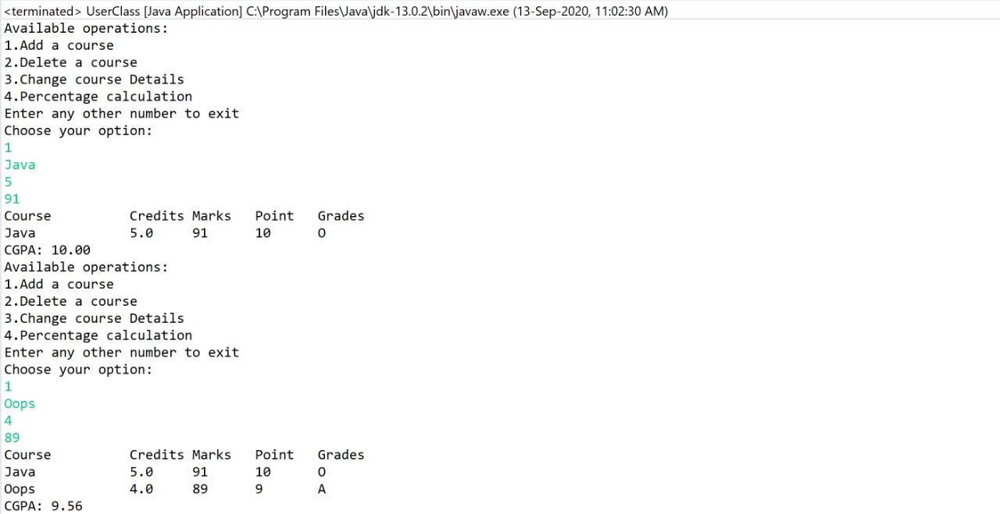 <terminated> UserClass [Java Application] C:\Program Files\Java\jdk-13.0.2\bin\javaw.exe (13-Sep-2020, 11:02:30 AM)
Available operations:
1.Add a course
2.Delete a course
3.Change course Details
4.Percentage calculation
Enter any other number to exit
Choose your option:
1
Java
5
91
Course          Credits Marks   Point   Grades
Java            5.0     91      10      O
CGPA: 10.00
Available operations:
1.Add a course
2.Delete a course
3.Change course Details
4.Percentage calculation
Enter any other number to exit
Choose your option:
1
Oops
4
89
Course          Credits Marks   Point   Grades
Java            5.0     91      10      O
Oops            4.0     89      9       A
CGPA: 9.56